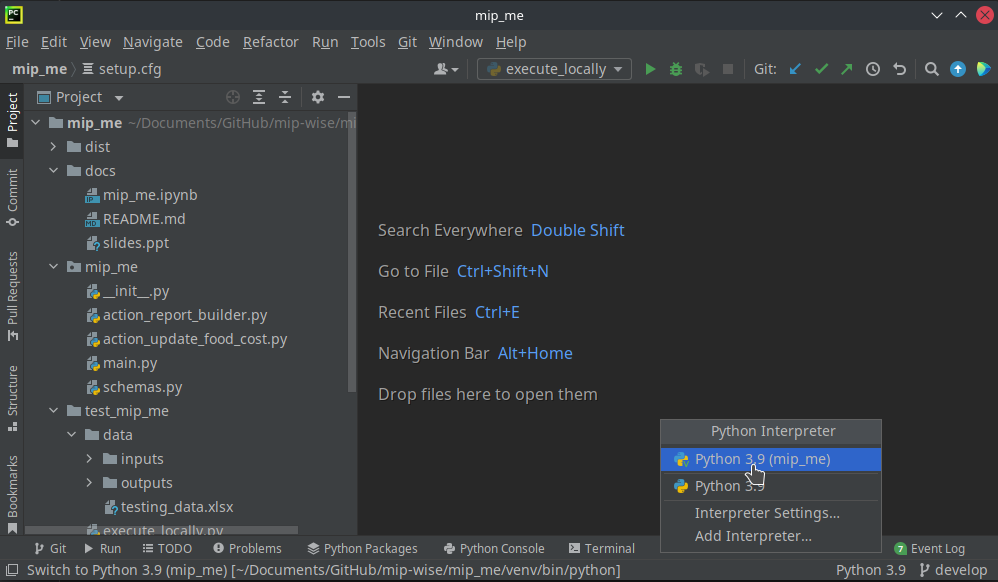 PC
mip_me
File Edit View Navigate Code Refactor Run Tools Git Window Help
mip_me setup.cfg execute_locally Git:
Project
Project
mip_me ~/Documents/GitHub/mip-wise/mi
dist
docs
mip_me.ipynb
README.md
slides.ppt
mip_me
__init__.py
action_report_builder.py
action_update_food_cost.py
main.py
schemas.py
test_mip_me
data
inputs
outputs
testing_data.xlsx
execute_locally.py
Commit
Pull Requests
Structure
Bookmarks
Search Everywhere Double Shift
Go to File Ctrl+Shift+N
Recent Files Ctrl+E
Navigation Bar Alt+Home
Drop files here to open them
Python Interpreter
Python 3.9 (mip_me)
Python 3.9
Interpreter Settings...
Add Interpreter...
Git Run TODO Problems Python Packages Python Console Terminal 7 Event Log
Switch to Python 3.9 (mip_me) [~/Documents/GitHub/mip-wise/mip_me/venv/bin/python] Python 3.9 develop